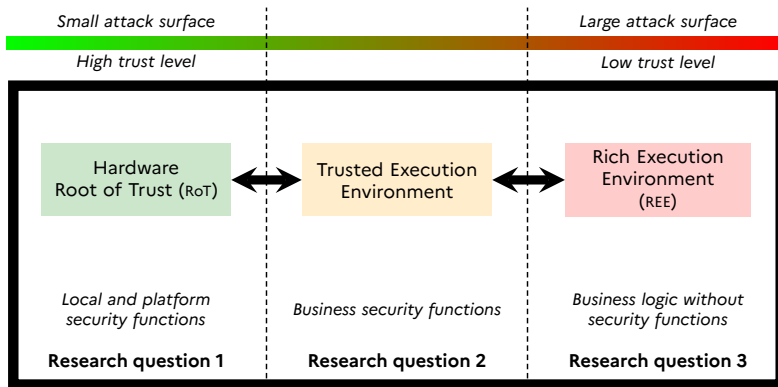 Small attack surface
Large attack surface
High trust level
Low trust level
Hardware
Root of Trust (RoT)
Trusted Execution
Environment
Rich Execution
Environment
(REE)
Local and platform
security functions
Business security functions
Business logic without
security functions
Research question 1
Research question 2
Research question 3